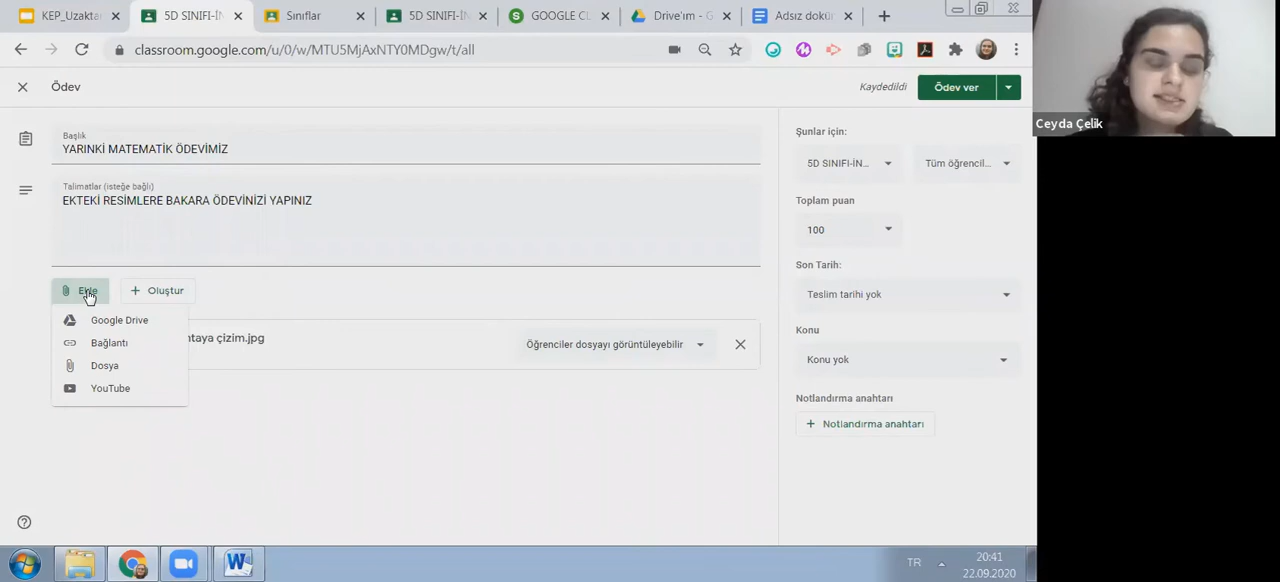 KEP_Uzaktar
5D SINIFI-İN
Sınıflar
5D SINIFI-İN
GOOGLE CL
Drive'ım - G
Adsız dokür
classroom.google.com/u/0/w/MTU5MjAxNTY0MDgw/t/all
Ödev
Kaydedildi
Ödev ver
Başlık
YARINKİ MATEMATİK ÖDEVİMİZ
Talimatlar (isteğe bağlı)
EKTEKİ RESİMLERE BAKARA ÖDEVİNİZİ YAPINIZ
Ekle
Oluştur
Google Drive
Bağlantı
Dosya
YouTube
ntaya çizim.jpg
Öğrenciler dosyayı görüntüleyebilir
Şunlar için:
5D SINIFI-İN...
Tüm öğrencil...
Toplam puan
100
Son Tarih:
Teslim tarihi yok
Konu
Konu yok
Notlandırma anahtarı
Notlandırma anahtarı
Ceyda Çelik
TR
20:41
22.09.2020